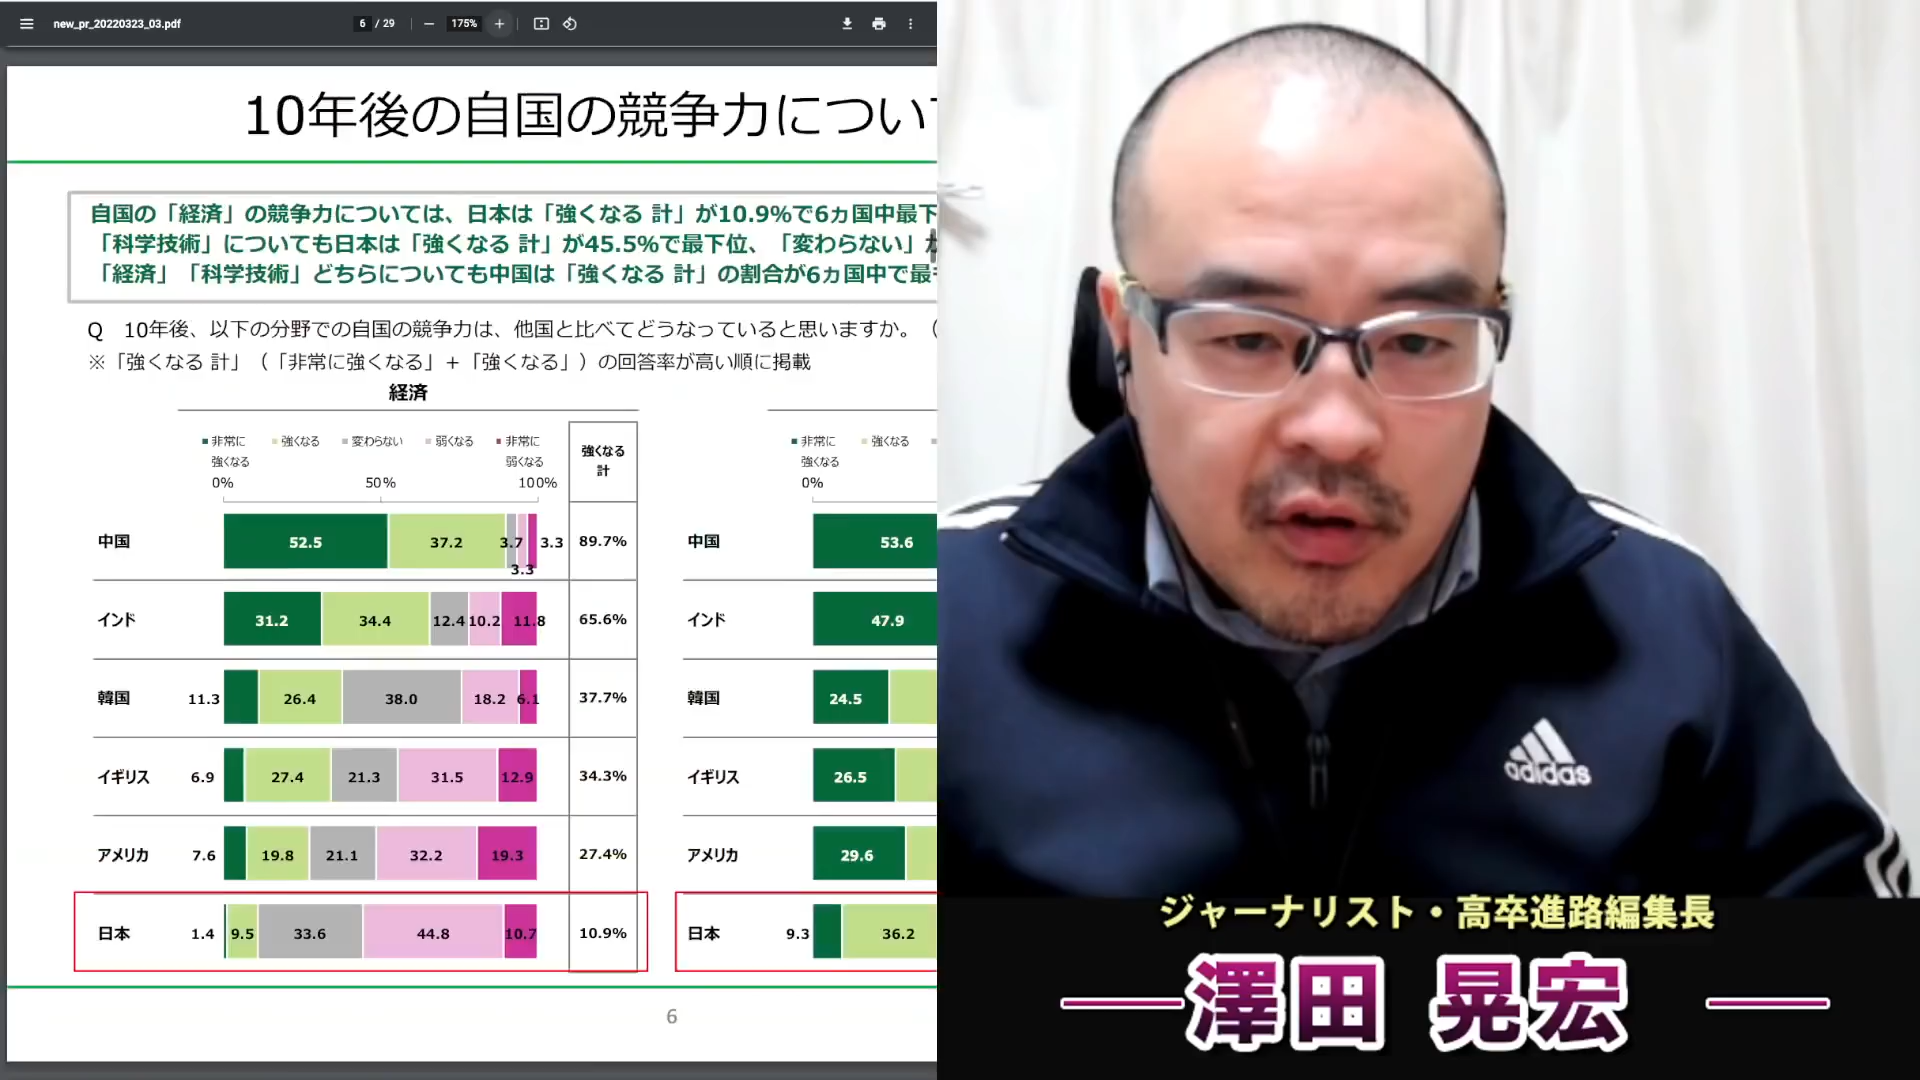 new_pr_20220323_03.pdf
6 / 29
175%
10年後の自国の競争力につい
自国の「経済」の競争力については、日本は「強くなる 計」が10.9%で6ヵ国中最下
「科学技術」についても日本は「強くなる 計」が45.5%で最下位、「変わらない」
「経済」「科学技術」どちらについても中国は「強くなる 計」の割合が6ヵ国中で最
Q 10年後、以下の分野での自国の競争力は、他国と比べてどうなっていると思いますか。（
※「強くなる 計」（「非常に強くなる」+「強くなる」）の回答率が高い順に掲載
経済
非常に強くなる 強くなる 変わらない 弱くなる 非常に弱くなる
強くなる計
0% 50% 100%
中国 52.5 37.2 3.7 3.3 3.3 89.7%
インド 31.2 34.4 12.4 10.2 11.8 65.6%
韓国 11.3 26.4 38.0 18.2 6.1 37.7%
イギリス 6.9 27.4 21.3 31.5 12.9 34.3%
アメリカ 7.6 19.8 21.1 32.2 19.3 27.4%
日本 1.4 9.5 33.6 44.8 10.7 10.9%
非常に強くなる 強くなる
0%
中国 53.6
インド 47.9
韓国 24.5
イギリス 26.5
アメリカ 29.6
日本 9.3 36.2
6
adidas
ジャーナリスト・高卒進路編集長
澤田 晃宏